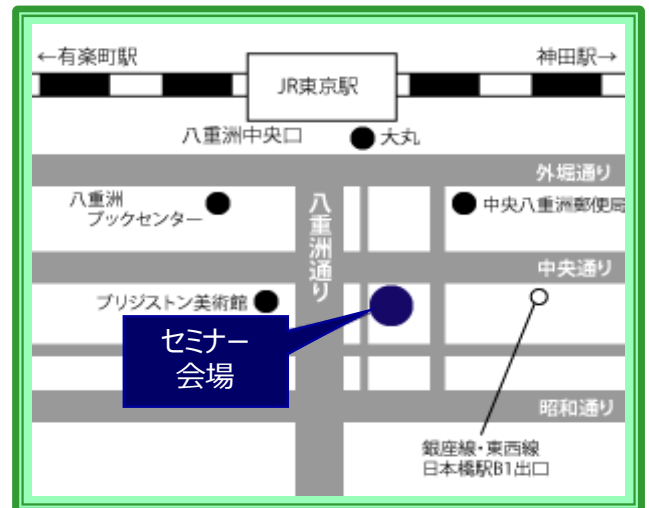 ←有楽町駅
神田駅→
JR東京駅
八重洲中央口
大丸
外堀通り
八重洲
ブックセンター
八重洲通り
中央八重洲郵便局
中央通り
ブリジストン美術館
セミナー
会場
昭和通り
銀座線・東西線
日本橋駅B1出口